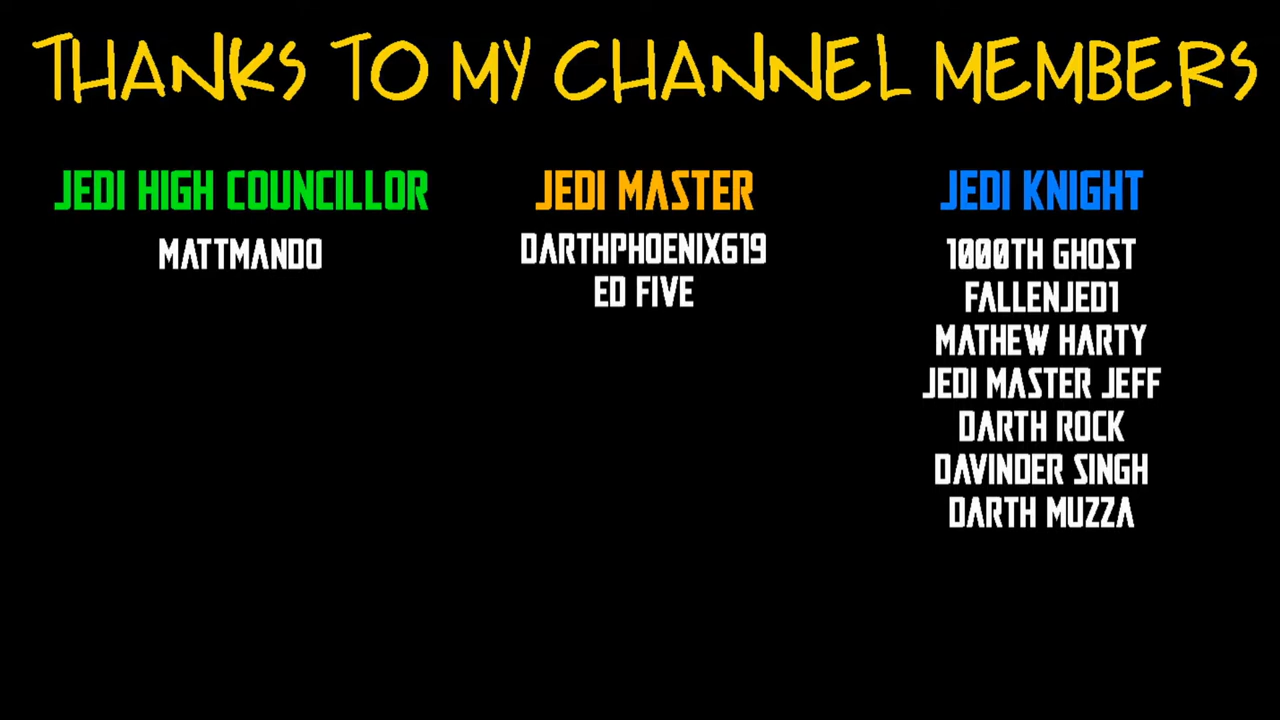 THANKS TO MY CHANNEL MEMBERS
JEDI HIGH COUNCILLOR
MATTMANDO
JEDI MASTER
DARTHPHOENIX619
ED FIVE
JEDI KNIGHT
1000TH GHOST
FALLENJED1
MATHEW HARTY
JEDI MASTER JEFF
DARTH ROCK
DAVINDER SINGH
DARTH MUZZA